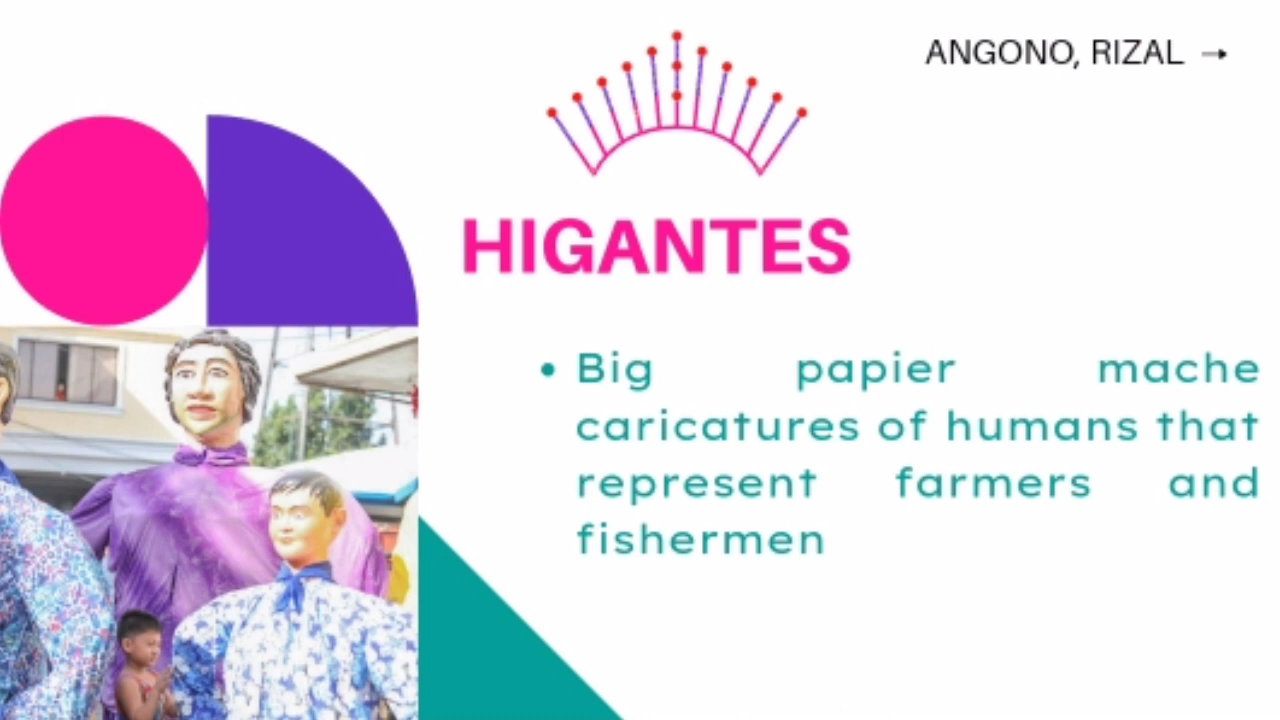 ANGONO, RIZAL →
HIGANTES
• Big papier mache
caricatures of humans that
represent farmers and
fishermen